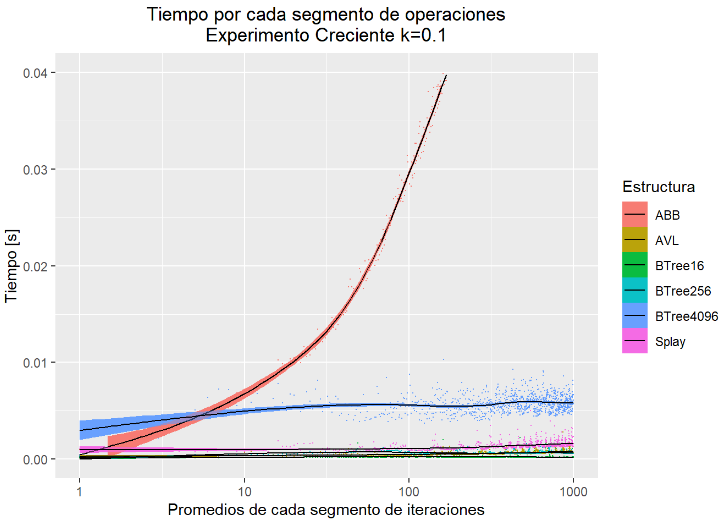 Tiempo por cada segmento de operaciones
Experimento Creciente k=0.1
0.04
0.03
0.02
0.01
0.00
Tiempo [s]
1
10
100
1000
Promedios de cada segmento de iteraciones
Estructura
ABB
AVL
BTree16
BTree256
BTree4096
Splay